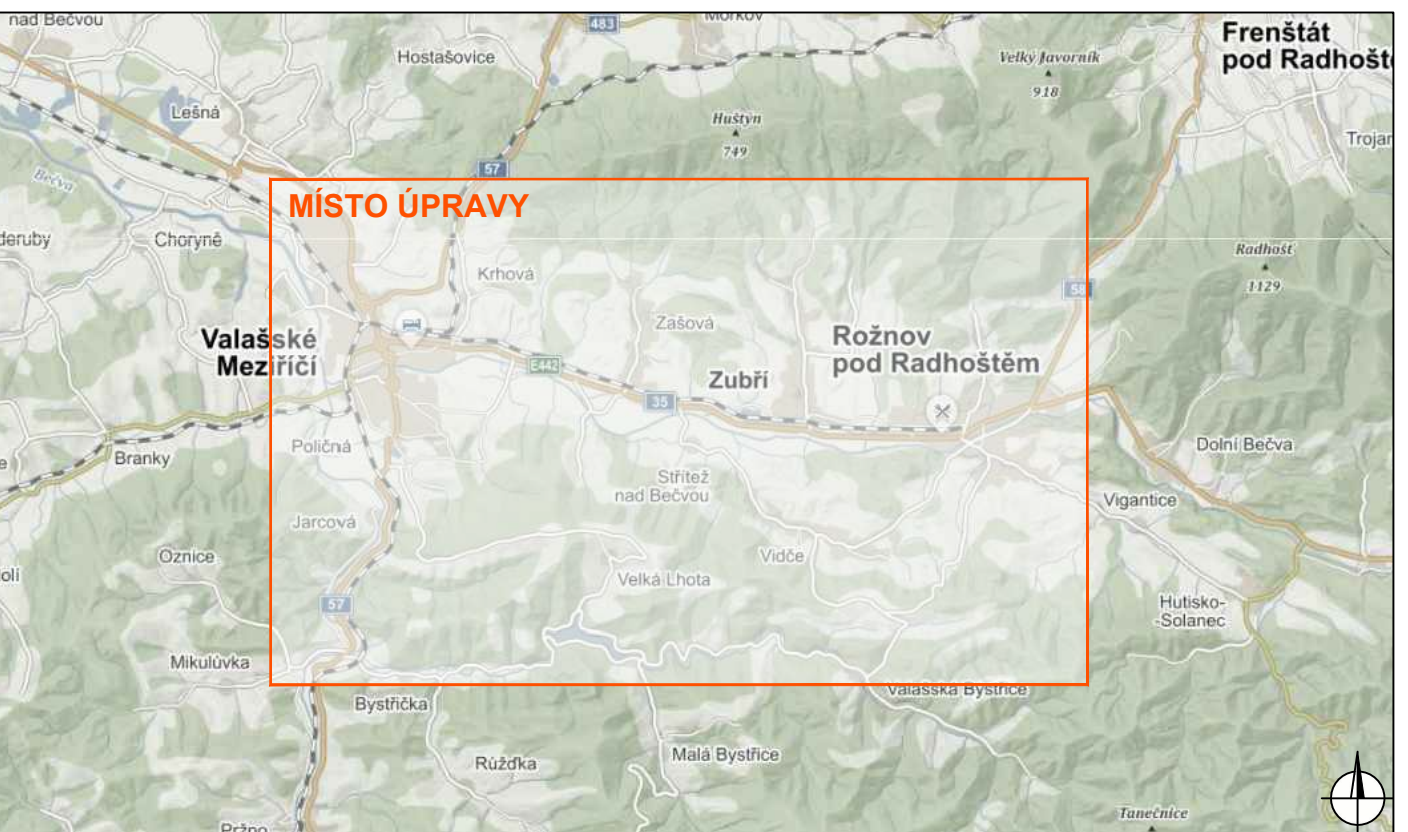 nad Bečvou
483
Morkov
Frenštát
pod Radhošt
Hostašovice
Velký Javorník
918
Lešná
Huštýn
749
Trojan
57
Bečva
MÍSTO ÚPRAVY
deruby
Choryně
Radhošť
1129
Krhová
58
Valašské
Meziříčí
Zašová
Rožnov
pod Radhoštěm
E442
Zubří
35
Poličná
Branky
Dolní Bečva
Střítež
nad Bečvou
Vigantice
Jarcová
Oznice
Vidče
olí
Velká Lhota
57
Hutisko-
-Solanec
Mikulůvka
Valašská Bystřice
Bystřička
Růžďka
Malá Bystřice
Tanečnice
Pržno